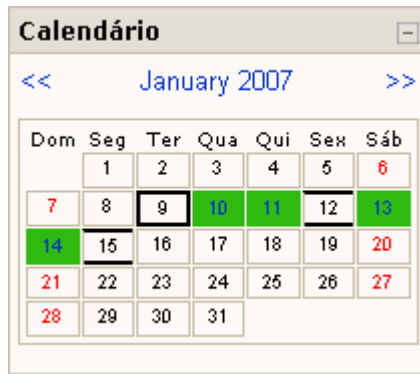 Calendário
<< January 2007 >>
Dom Seg Ter Qua Qui Sex Sáb
1 2 3 4 5 6
7 8 9 10 11 12 13
14 15 16 17 18 19 20
21 22 23 24 25 26 27
28 29 30 31